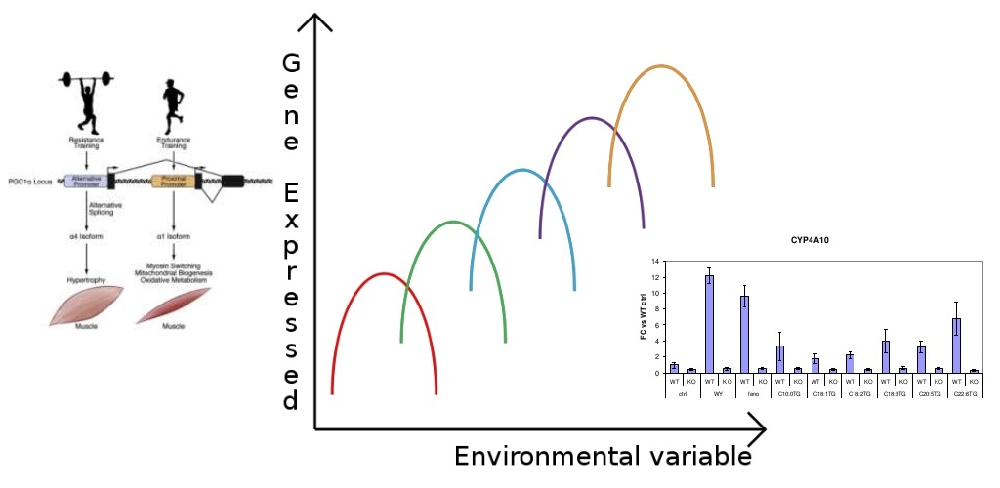 Resistance
Training
Endurance
Training
PGC1α Locus
Alternative
Promoter
Proximal
Promoter
Alternative
Splicing
α4 Isoform
α1 Isoform
Myosin Switching
Mitochondrial Biogenesis
Oxidative Metabolism
Hypertrophy
Muscle
Muscle
Gene Expressed
Environmental variable
CYP4A10
FC vs WT ctrl
14
12
10
8
6
4
2
0
WT KO WT KO WT KO WT KO WT KO WT KO WT KO WT KO WT KO
ctrl WY feno C10:0TG C18:1TG C18:2TG C18:3TG C20:5TG C22:6TG